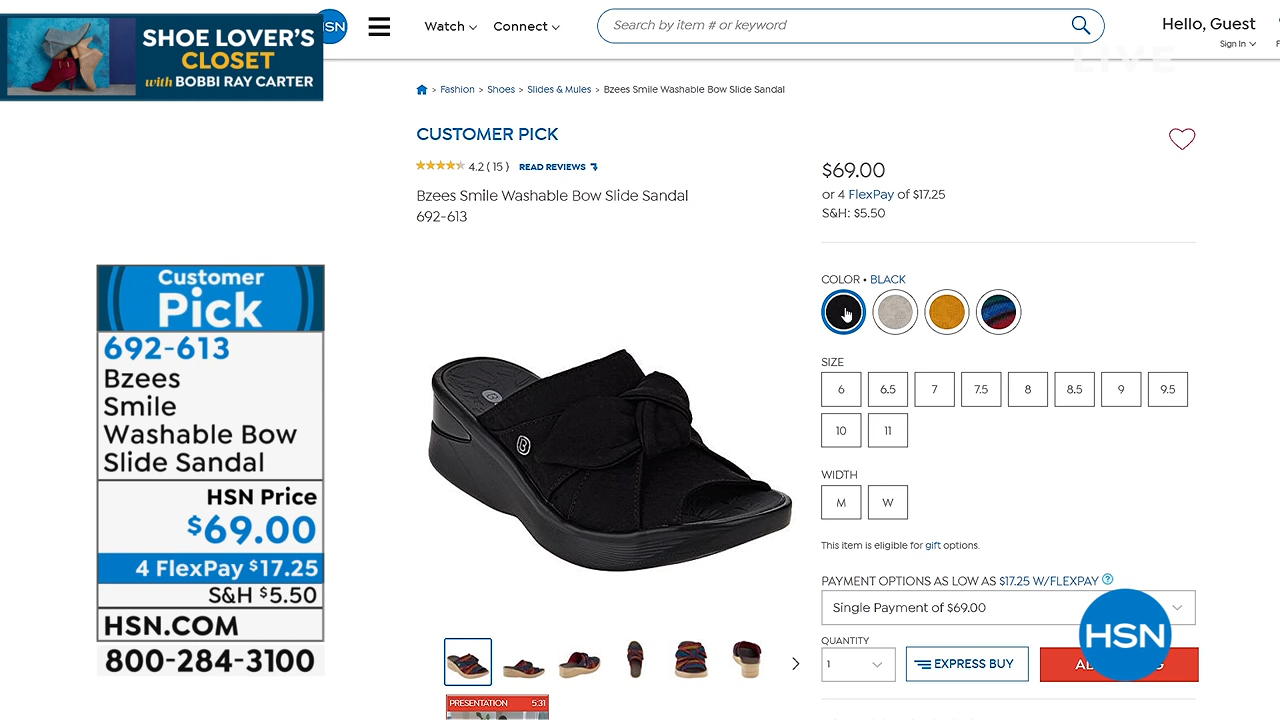 SHOE LOVER'S
CLOSET
with BOBBI RAY CARTER
HSN
Watch
Connect
Search by item # or keyword
Hello, Guest
Sign In
LIVE
> Fashion > Shoes > Slides & Mules > Bzees Smile Washable Bow Slide Sandal
CUSTOMER PICK
4.2 ( 15 ) READ REVIEWS
Bzees Smile Washable Bow Slide Sandal
692-613
$69.00
or 4 FlexPay of $17.25
S&H: $5.50
COLOR • BLACK
SIZE
6 6.5 7 7.5 8 8.5 9 9.5
10 11
WIDTH
M W
This item is eligible for gift options.
PAYMENT OPTIONS AS LOW AS $17.25 W/FLEXPAY ?
Single Payment of $69.00
QUANTITY
1
EXPRESS BUY
HSN
Customer
Pick
692-613
Bzees
Smile
Washable Bow
Slide Sandal
HSN Price
$69.00
4 FlexPay $17.25
S&H $5.50
HSN.COM
800-284-3100
B
PRESENTATION 5:31